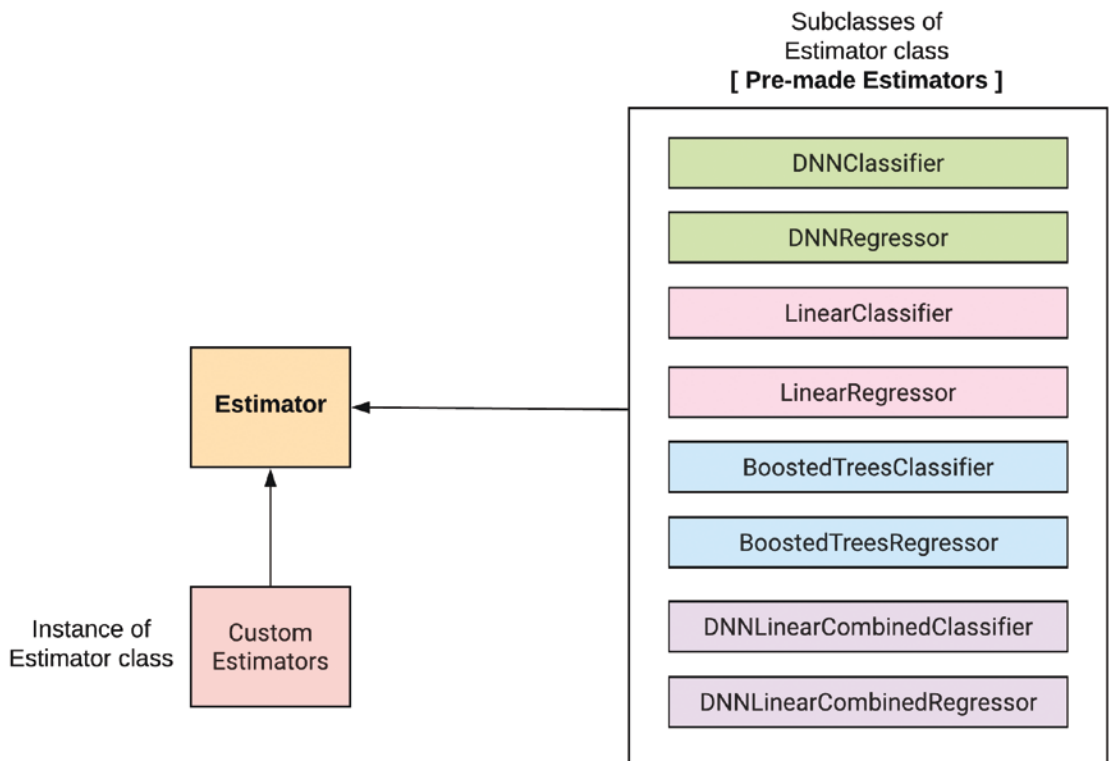 Subclasses of
Estimator class
[ Pre-made Estimators ]
DNNClassifier
DNNRegressor
LinearClassifier
LinearRegressor
BoostedTreesClassifier
BoostedTreesRegressor
DNNLinearCombinedClassifier
DNNLinearCombinedRegressor
Estimator
Instance of
Estimator class
Custom
Estimators